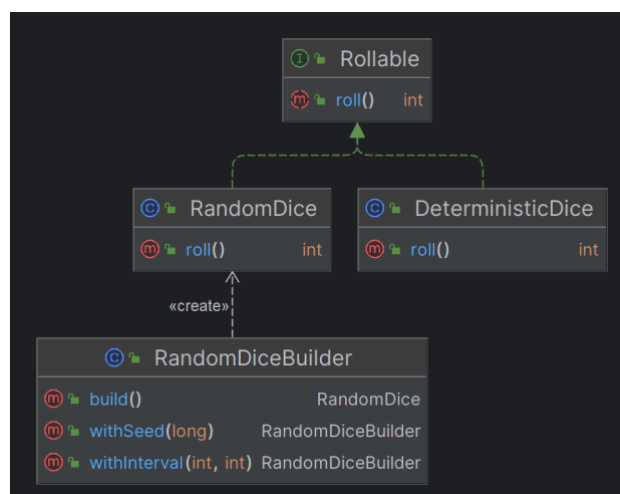 Rollable
roll() int
RandomDice
roll() int
DeterministicDice
roll() int
«create»
RandomDiceBuilder
build() RandomDice
withSeed(long) RandomDiceBuilder
withInterval(int, int) RandomDiceBuilder